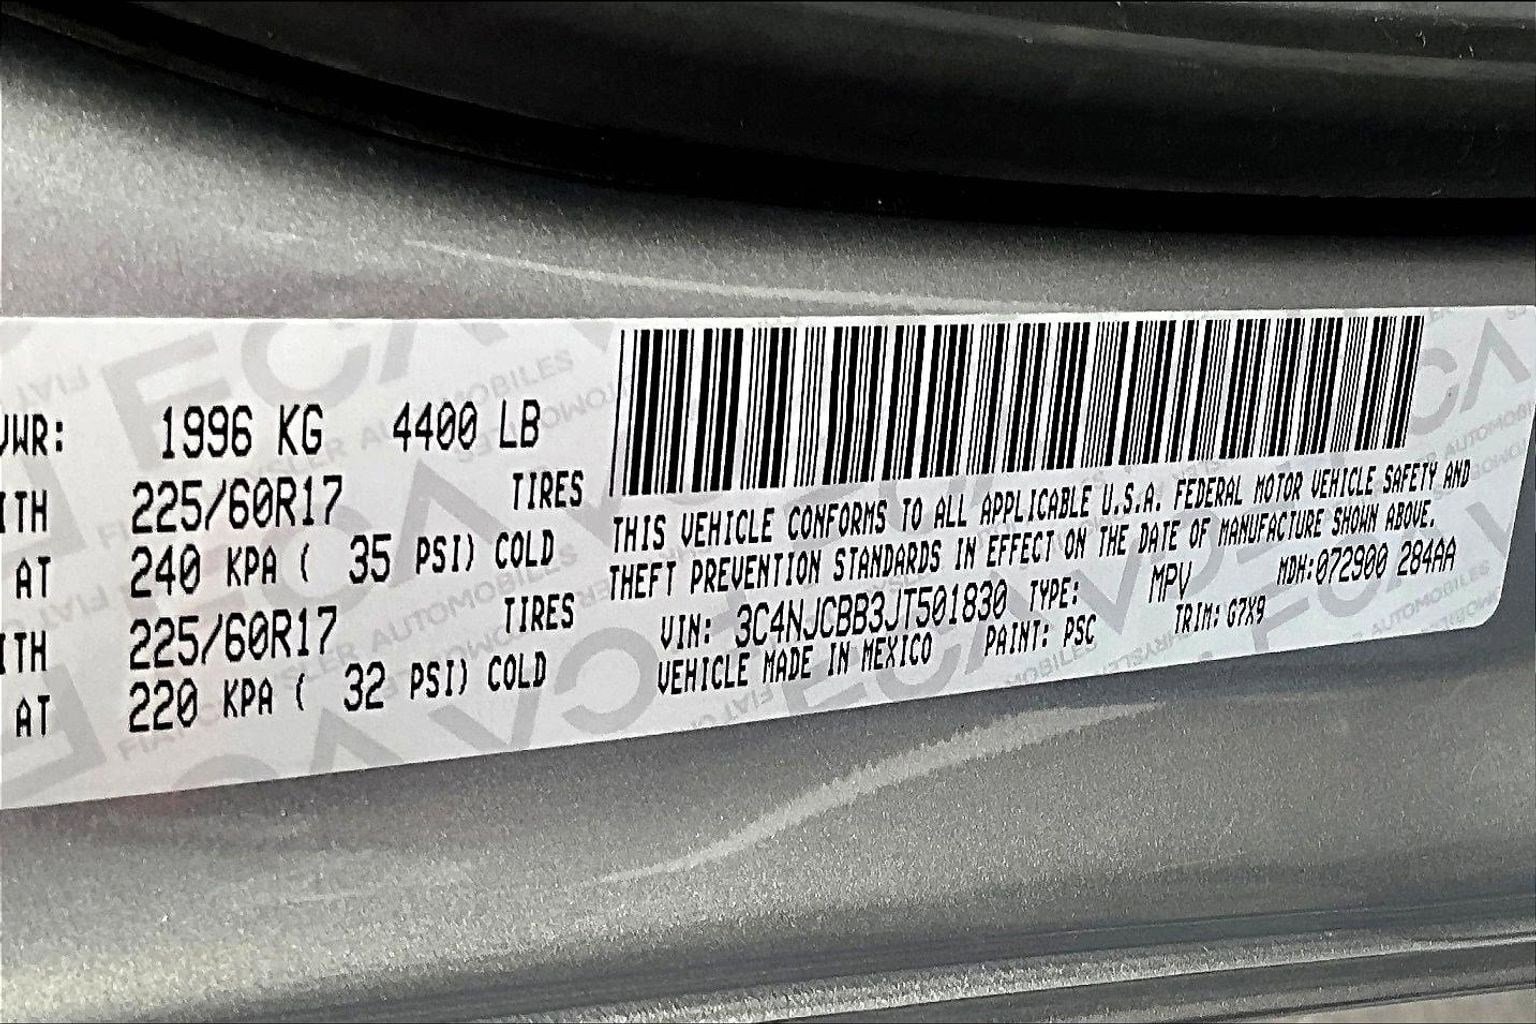 VWR: 1996 KG 4400 LB
ITH 225/60R17 TIRES
AT 240 KPA ( 35 PSI) COLD
ITH 225/60R17 TIRES
AT 220 KPA ( 32 PSI) COLD
THIS VEHICLE CONFORMS TO ALL APPLICABLE U.S.A. FEDERAL MOTOR VEHICLE SAFETY AND
THEFT PREVENTION STANDARDS IN EFFECT ON THE DATE OF MANUFACTURE SHOWN ABOVE.
VIN: 3C4NJCBB3JT501830 TYPE: MPV MDH:072900 284AA
VEHICLE MADE IN MEXICO PAINT: PSC TRIM: G7X9